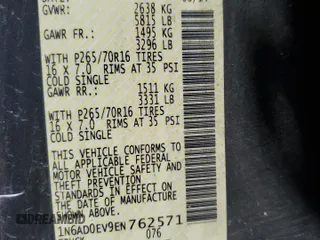 GVWR: 2638 KG
5815 LB
GAWR FR.: 1495 KG
3296 LB
WITH P265/70R16 TIRES
16 X 7.0 RIMS AT 35 PSI
COLD SINGLE
GAWR RR.: 1511 KG
3331 LB
WITH P265/70R16 TIRES
16 X 7.0 RIMS AT 35 PSI
COLD SINGLE
THIS VEHICLE CONFORMS TO
ALL APPLICABLE FEDERAL
MOTOR VEHICLE SAFETY AND
THEFT PREVENTION STANDARDS
IN EFFECT ON THE DATE OF
MANUFACTURE
SHOWN ABOVE.
1N6AD0EV9EN762571
076
DREAMBID